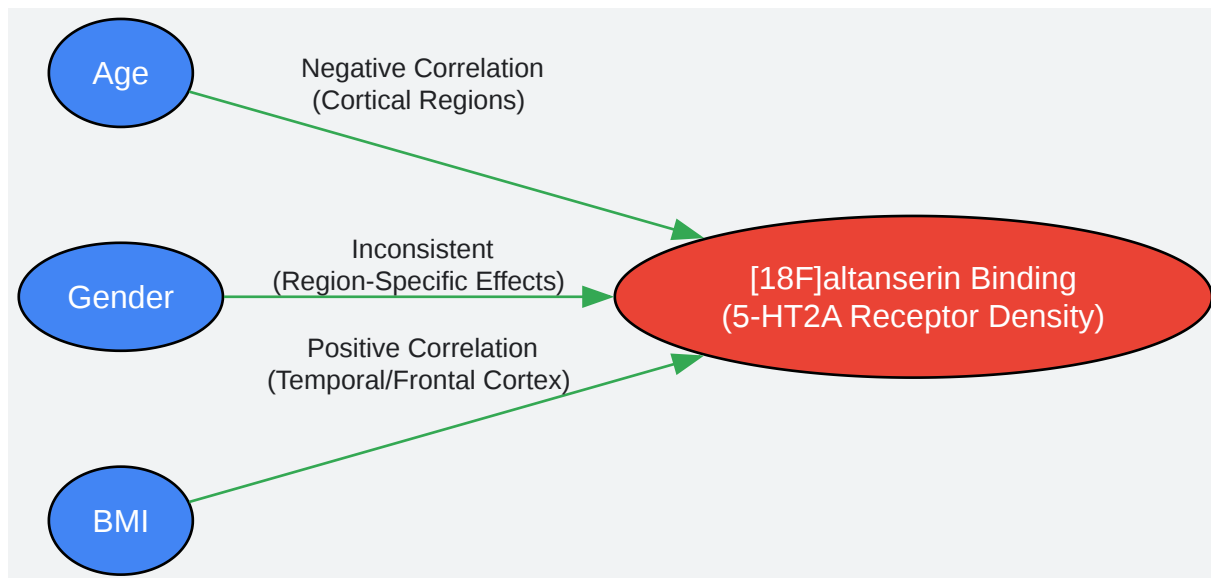 Age
Negative Correlation
(Cortical Regions)
Gender
Inconsistent
(Region-Specific Effects)
[18F]altanserin Binding
(5-HT2A Receptor Density)
Positive Correlation
(Temporal/Frontal Cortex)
BMI